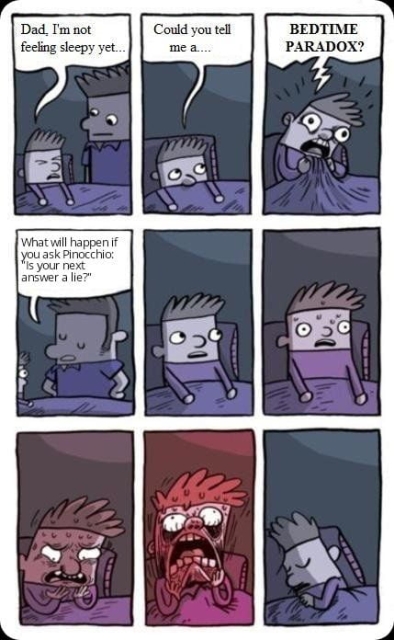 Dad, I'm not
feeling sleepy yet...
Could you tell
me a....
BEDTIME
PARADOX?
What will happen if
you ask Pinocchio:
"Is your next
answer a lie?"